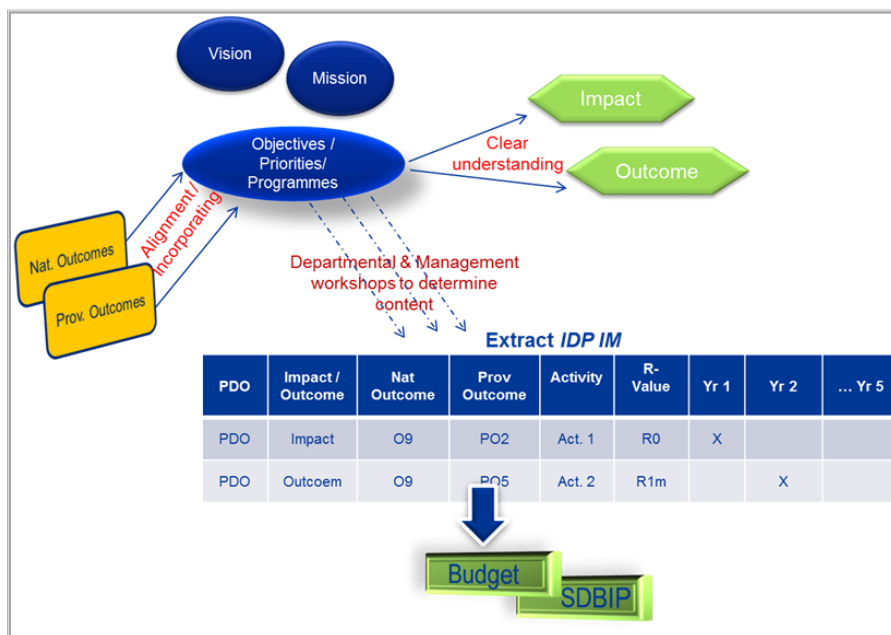 Vision
Mission
Objectives /
Priorities/
Programmes
Impact
Clear
understanding
Outcome
Alignment /
Incorporating
Nat. Outcomes
Prov. Outcomes
Departmental & Management
workshops to determine
content
Extract IDP IM
PDO Impact / Outcome Nat Outcome Prov Outcome Activity R-Value Yr 1 Yr 2 … Yr 5
PDO Impact O9 PO2 Act. 1 R0 X
PDO Outcoem O9 PO5 Act. 2 R1m X
Budget
SDBIP